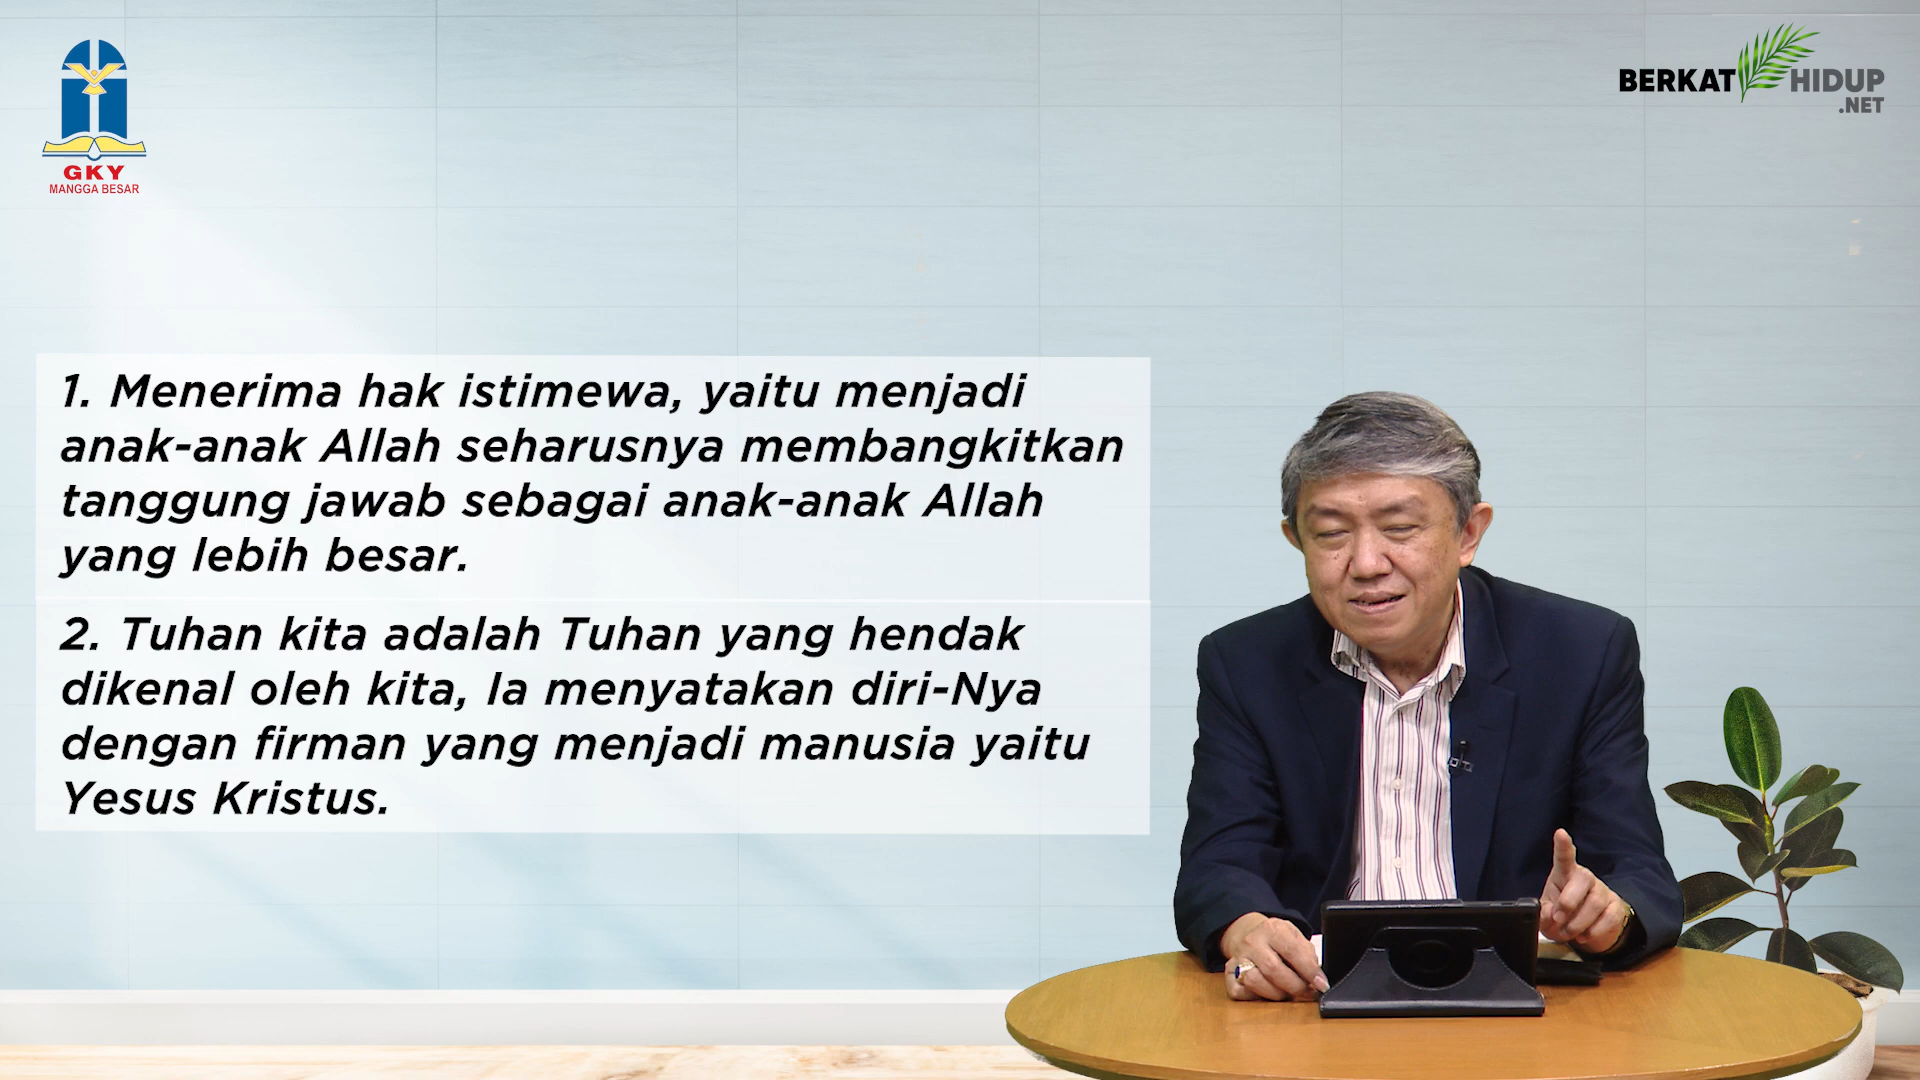 GKY
MANGGA BESAR
BERKAT HIDUP
.NET
1. Menerima hak istimewa, yaitu menjadi
anak-anak Allah seharusnya membangkitkan
tanggung jawab sebagai anak-anak Allah
yang lebih besar.
2. Tuhan kita adalah Tuhan yang hendak
dikenal oleh kita, Ia menyatakan diri-Nya
dengan firman yang menjadi manusia yaitu
Yesus Kristus.